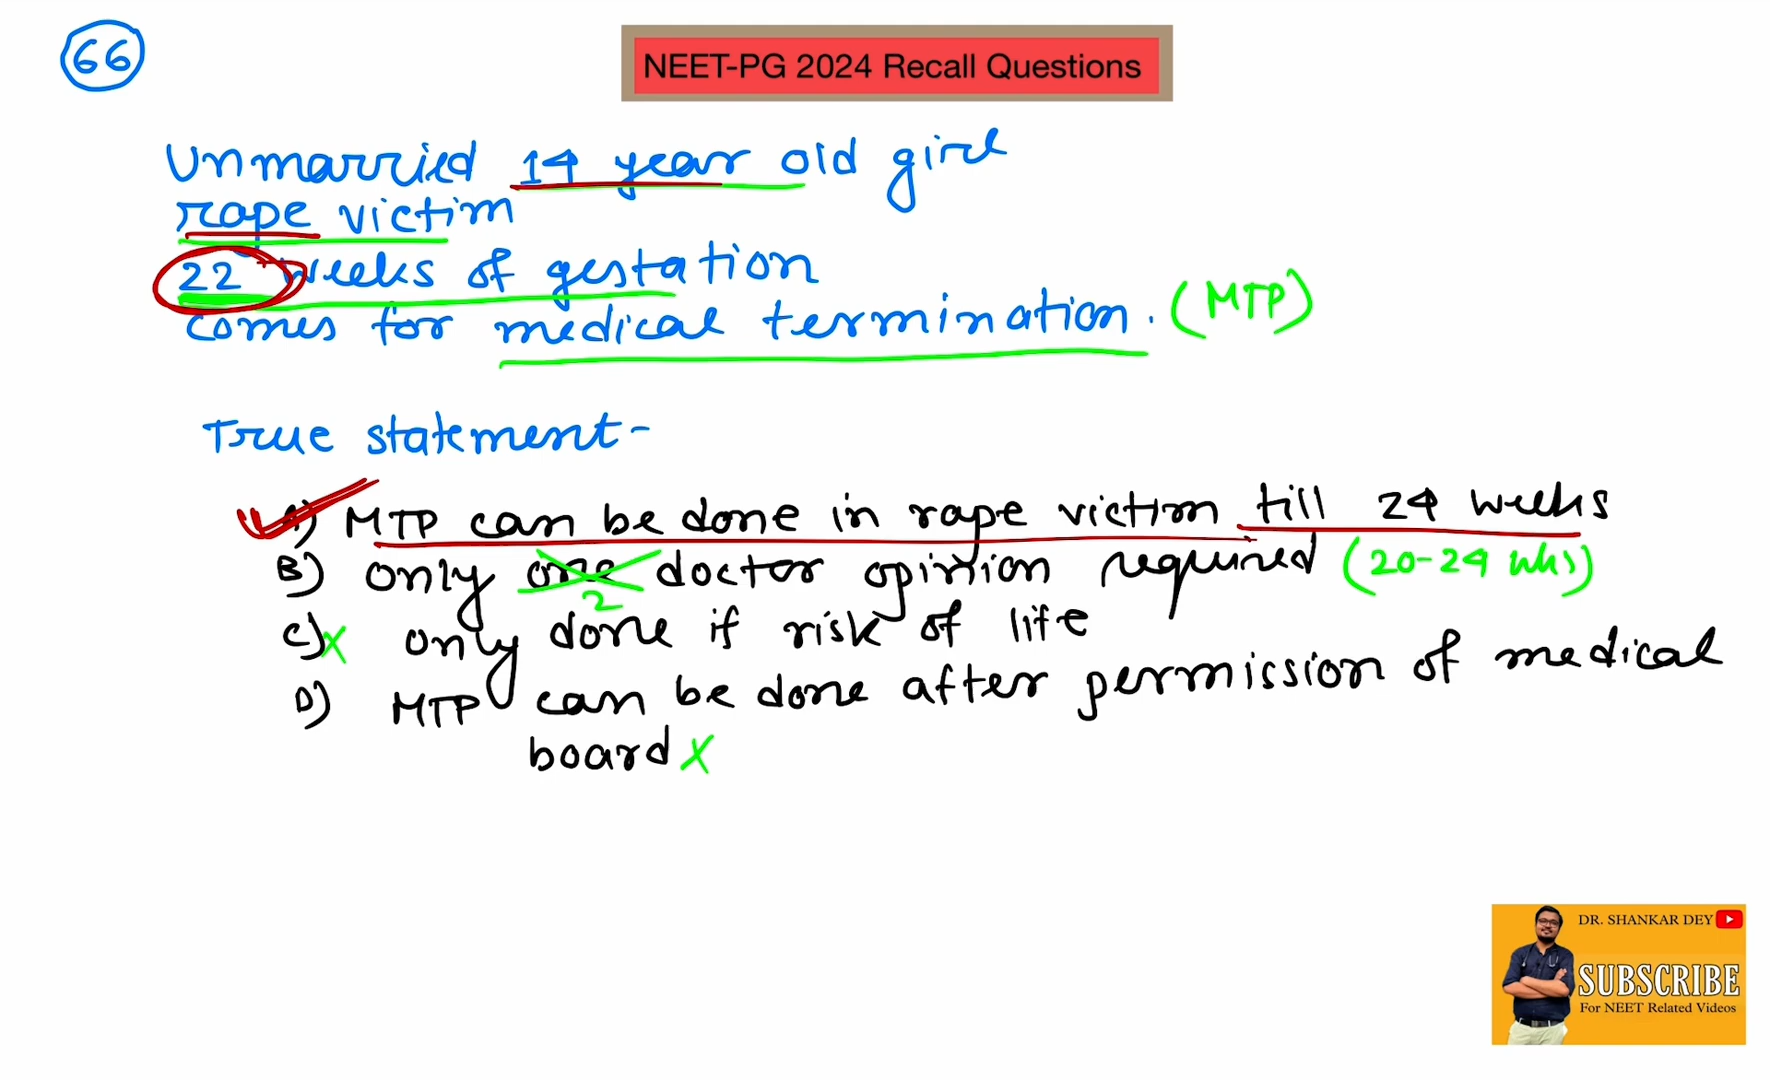 66
NEET-PG 2024 Recall Questions
Unmarried 14 year old girl
rape victim
22 weeks of gestation
comes for medical termination. (MTP)
True statement-
A) MTP can be done in rape victim till 24 weeks
B) only one doctor opinion required (20-24 wks)
2
C) x only done if risk of life
D) MTP can be done after permission of medical
board x
DR. SHANKAR DEY
SUBSCRIBE
For NEET Related Videos